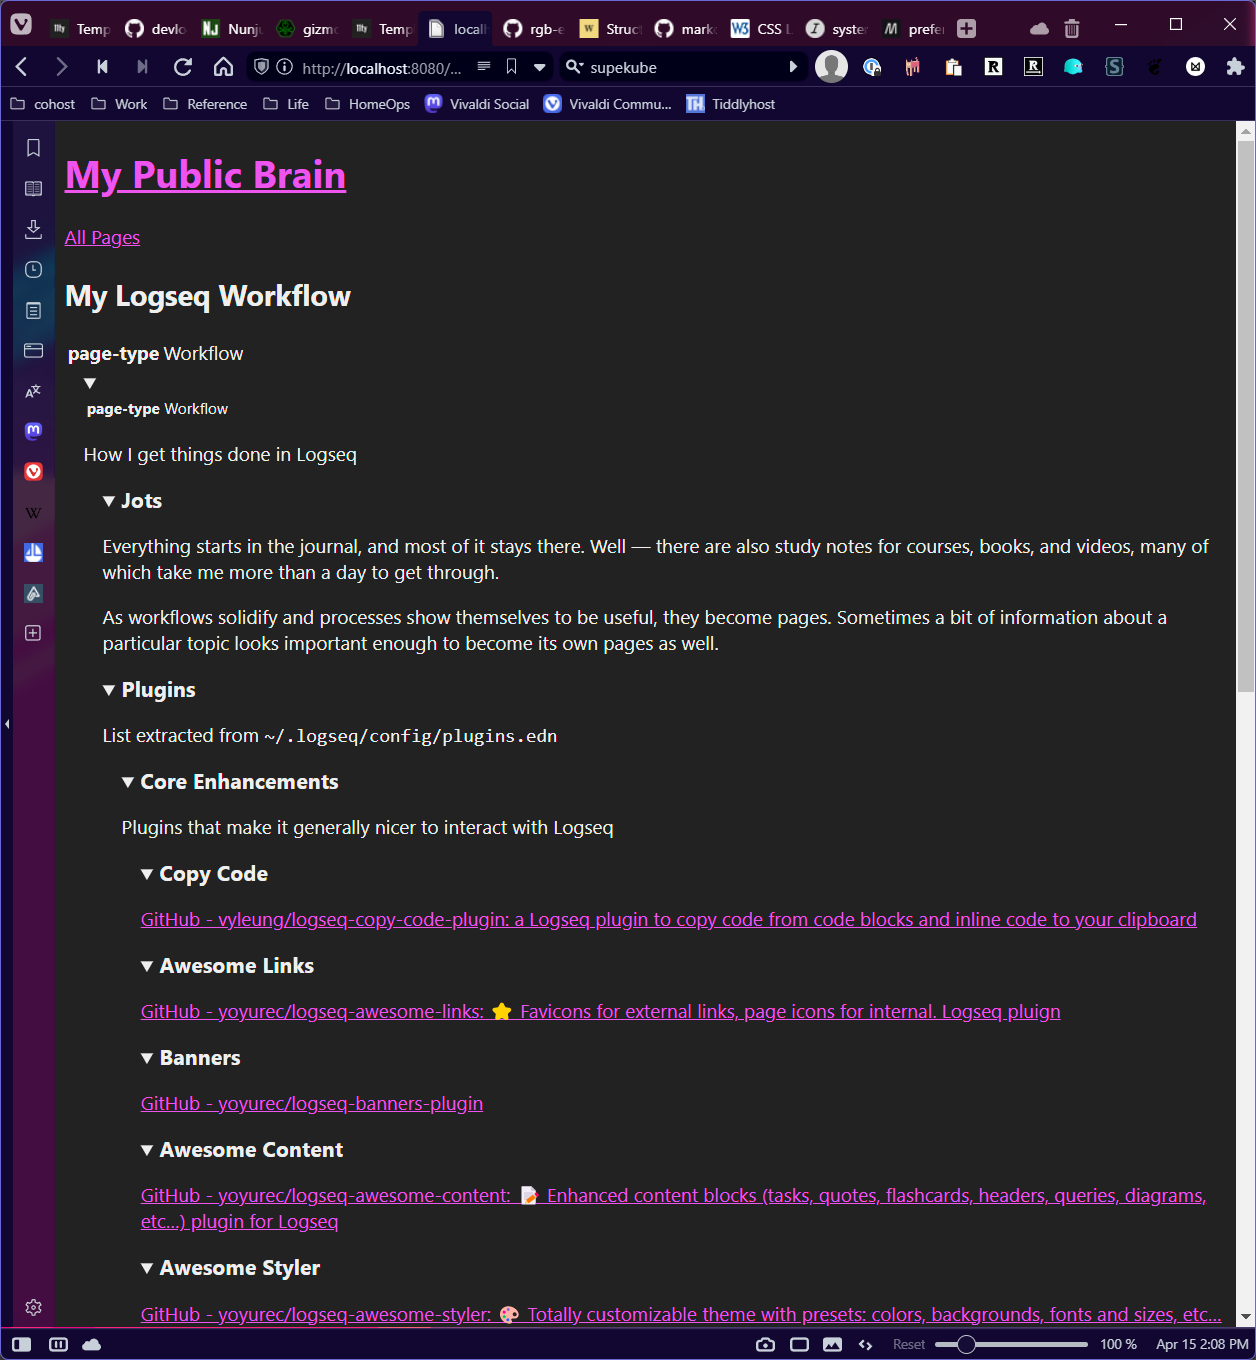 Temp
devlo
Nunj
gizmo
Temp
locall
rgb-e
W Struct
marko
W3 CSS L
syster
M prefer
http://localhost:8080/...
supekube
cohost
Work
Reference
Life
HomeOps
Vivaldi Social
Vivaldi Commu...
TH Tiddlyhost
My Public Brain
All Pages
My Logseq Workflow
page-type Workflow
▼
page-type Workflow
How I get things done in Logseq
▼ Jots
Everything starts in the journal, and most of it stays there. Well — there are also study notes for courses, books, and videos, many of
which take me more than a day to get through.
As workflows solidify and processes show themselves to be useful, they become pages. Sometimes a bit of information about a
particular topic looks important enough to become its own pages as well.
▼ Plugins
List extracted from ~/.logseq/config/plugins.edn
▼ Core Enhancements
Plugins that make it generally nicer to interact with Logseq
▼ Copy Code
GitHub - vyleung/logseq-copy-code-plugin: a Logseq plugin to copy code from code blocks and inline code to your clipboard
▼ Awesome Links
GitHub - yoyurec/logseq-awesome-links: ⭐ Favicons for external links, page icons for internal. Logseq pluign
▼ Banners
GitHub - yoyurec/logseq-banners-plugin
▼ Awesome Content
GitHub - yoyurec/logseq-awesome-content: 📝 Enhanced content blocks (tasks, quotes, flashcards, headers, queries, diagrams,
etc...) plugin for Logseq
▼ Awesome Styler
GitHub - yoyurec/logseq-awesome-styler: 🎨 Totally customizable theme with presets: colors, backgrounds, fonts and sizes, etc...
Reset
100 %
Apr 15 2:08 PM